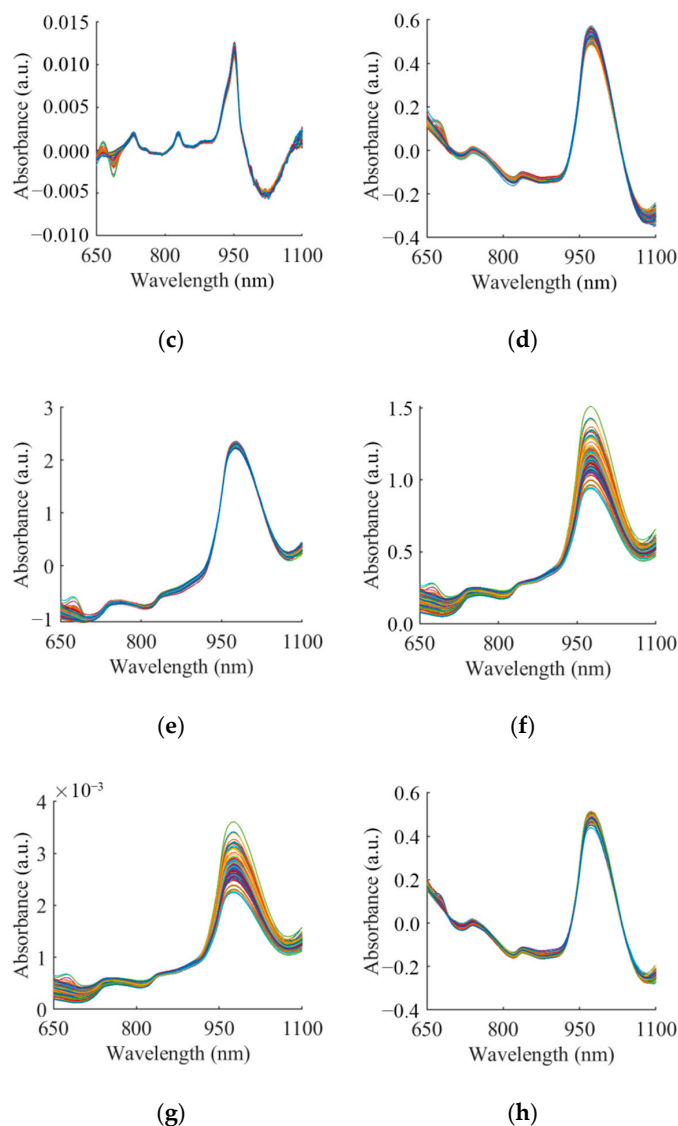 0.015
0.010
0.005
0.000
−0.005
−0.010
Absorbance (a.u.)
650 800 950 1100
Wavelength (nm)
(c)
0.6
0.4
0.2
0.0
−0.2
−0.4
Absorbance (a.u.)
650 800 950 1100
Wavelength (nm)
(d)
3
2
1
0
−1
Absorbance (a.u.)
650 800 950 1100
Wavelength (nm)
(e)
1.5
1.0
0.5
0.0
Absorbance (a.u.)
650 800 950 1100
Wavelength (nm)
(f)
×10−3
4
3
2
1
0
Absorbance (a.u.)
650 800 950 1100
Wavelength (nm)
(g)
0.6
0.4
0.2
0.0
−0.2
−0.4
Absorbance (a.u.)
650 800 950 1100
Wavelength (nm)
(h)